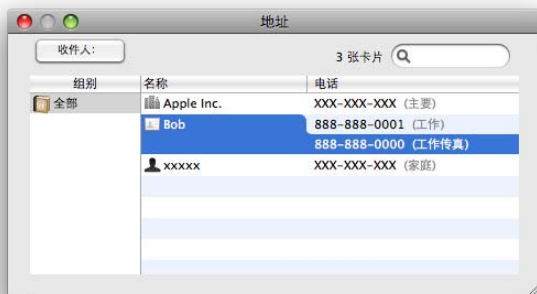 地址
收件人:
3 张卡片
组别 名称 电话
全部 Apple Inc. XXX-XXX-XXX (主要)
Bob 888-888-0001 (工作)
888-888-0000 (工作传真)
xxxxx XXX-XXX-XXX (家庭)